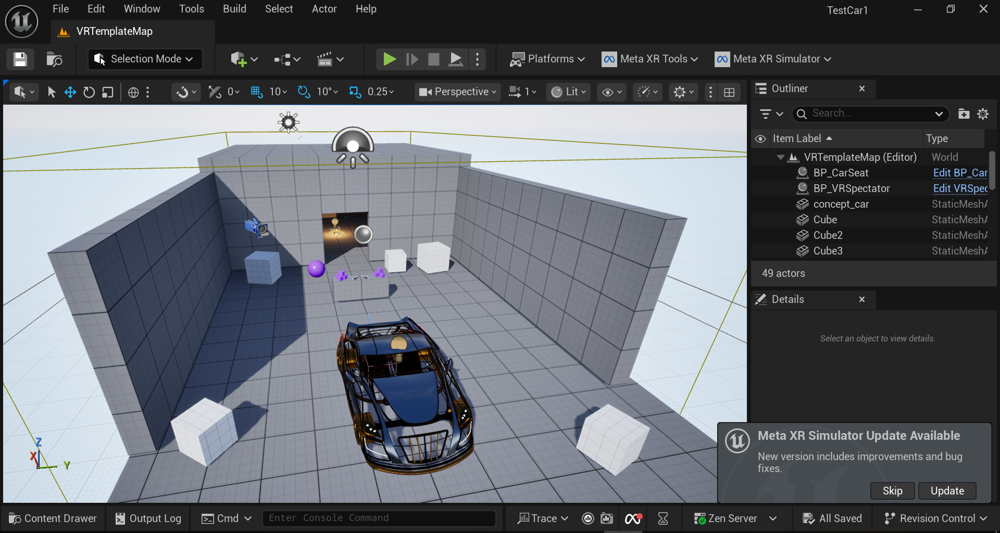 File Edit Window Tools Build Select Actor Help
TestCar1
VRTemplateMap
Selection Mode
Platforms
Meta XR Tools
Meta XR Simulator
0 10 10° 0.25
Perspective
1
Lit
Outliner
Search...
Item Label
Type
VRTemplateMap (Editor) World
BP_CarSeat Edit BP_Car
BP_VRSpectator Edit VRSpec
concept_car StaticMeshA
Cube StaticMeshA
Cube2 StaticMeshA
Cube3 StaticMeshA
49 actors
Details
Select an object to view details.
Z
X
Y
Meta XR Simulator Update Available
New version includes improvements and bug
fixes.
Skip Update
Content Drawer
Output Log
Cmd
Enter Console Command
Trace
Zen Server
All Saved
Revision Control